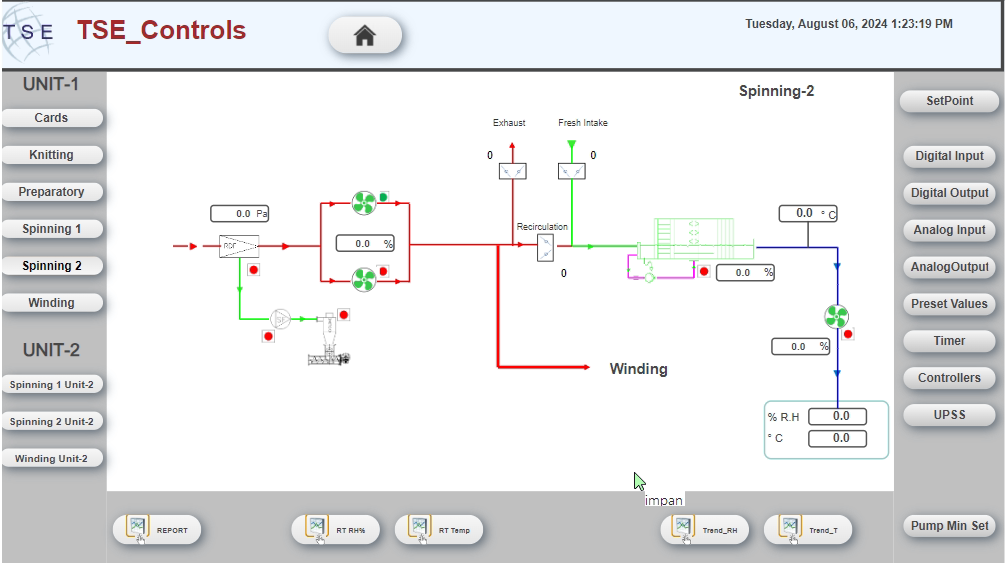 TSE
TSE_Controls
Tuesday, August 06, 2024 1:23:19 PM
UNIT-1
Cards
Knitting
Preparatory
Spinning 1
Spinning 2
Winding
UNIT-2
Spinning 1 Unit-2
Spinning 2 Unit-2
Winding Unit-2
Spinning-2
Exhaust
Fresh Intake
0
0
0.0 Pa
Recirculation
0.0 ° C
0.0 %
0
0.0 %
0.0 %
Winding
% R.H 0.0
° C 0.0
impan
SetPoint
Digital Input
Digital Output
Analog Input
AnalogOutput
Preset Values
Timer
Controllers
UPSS
Pump Min Set
REPORT
RT RH%
RT Temp
Trend_RH
Trend_T